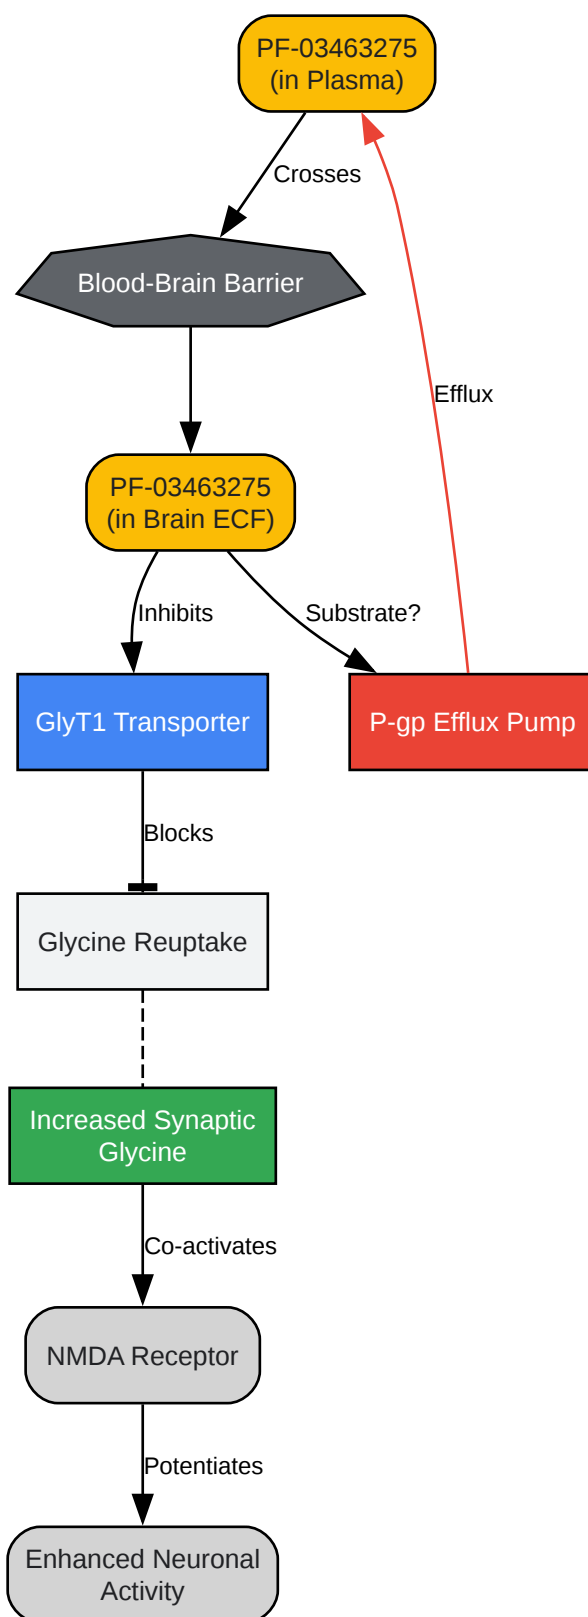 PF-03463275
(in Plasma)
Crosses
Blood-Brain Barrier
Efflux
PF-03463275
(in Brain ECF)
Inhibits
Substrate?
GlyT1 Transporter
P-gp Efflux Pump
Blocks
Glycine Reuptake
Increased Synaptic
Glycine
Co-activates
NMDA Receptor
Potentiates
Enhanced Neuronal
Activity